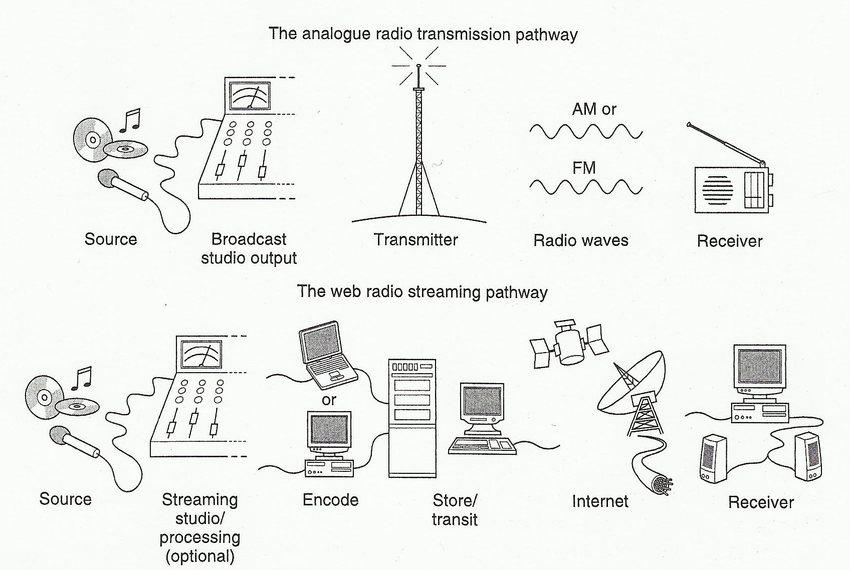 The analogue radio transmission pathway
AM or
FM
Source
Broadcast
studio output
Transmitter
Radio waves
Receiver
The web radio streaming pathway
or
Source
Streaming
studio/
processing
(optional)
Encode
Store/
transit
Internet
Receiver